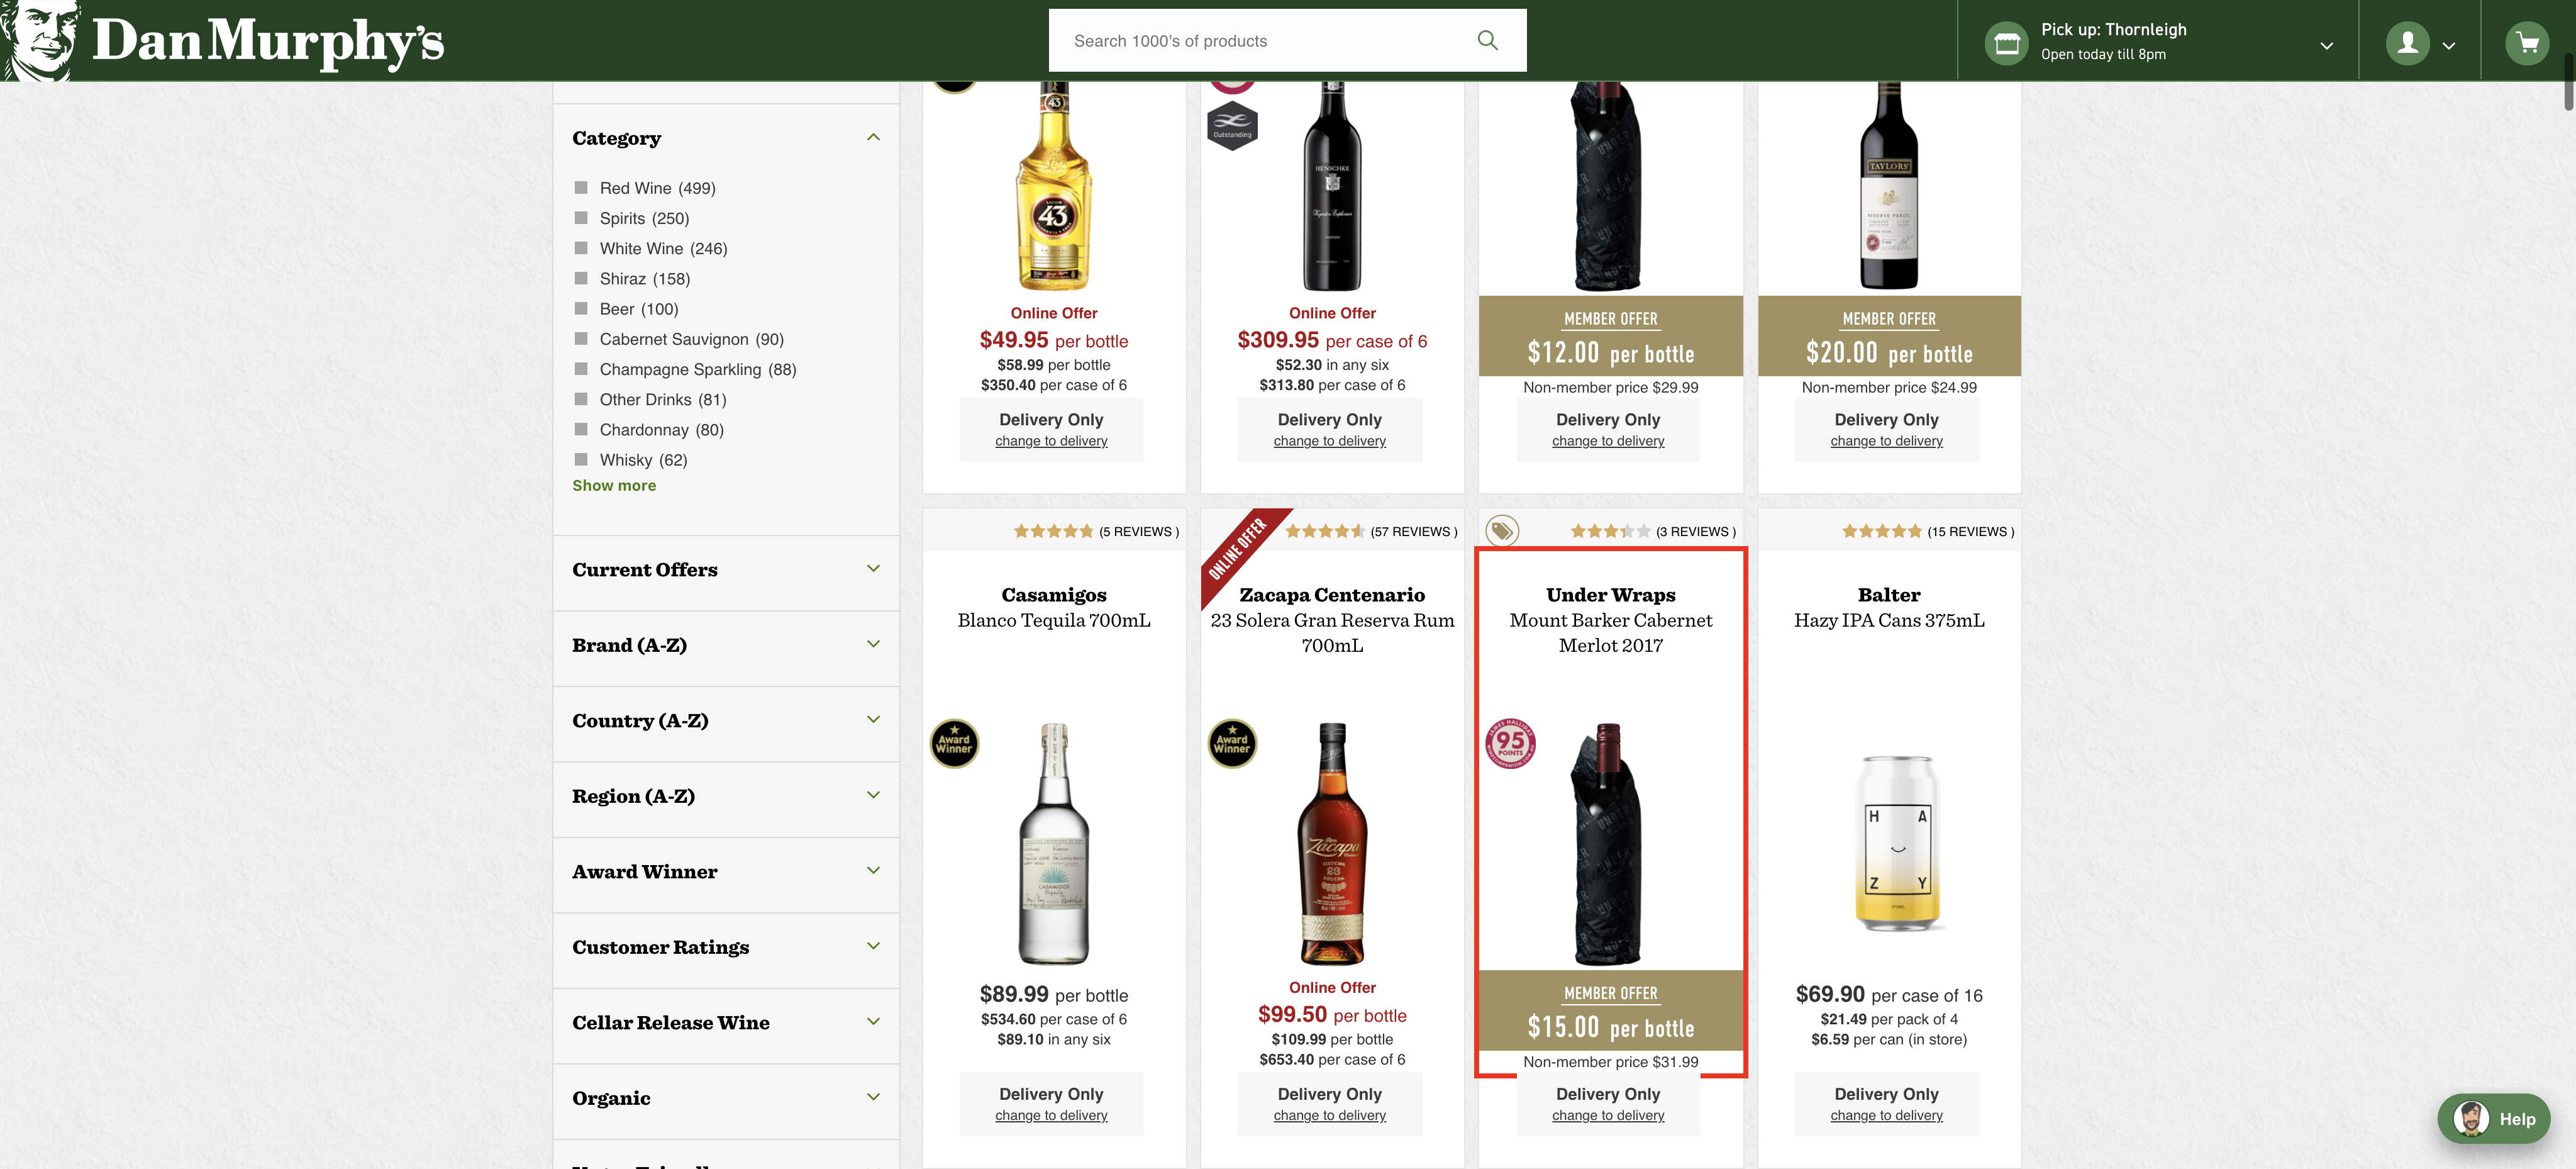 Dan Murphy's
Search 1000's of products
Pick up: Thornleigh
Open today till 8pm
Category
Red Wine (499)
Spirits (250)
White Wine (246)
Shiraz (158)
Beer (100)
Cabernet Sauvignon (90)
Champagne Sparkling (88)
Other Drinks (81)
Chardonnay (80)
Whisky (62)
Show more
Current Offers
Brand (A-Z)
Country (A-Z)
Region (A-Z)
Award Winner
Customer Ratings
Cellar Release Wine
Organic
43
LICOR
43
Online Offer
$49.95 per bottle
$58.99 per bottle
$350.40 per case of 6
Delivery Only
change to delivery
Outstanding
HENSCHKE
Online Offer
$309.95 per case of 6
$52.30 in any six
$313.80 per case of 6
Delivery Only
change to delivery
MEMBER OFFER
$12.00 per bottle
Non-member price $29.99
Delivery Only
change to delivery
TAYLORS
RESERVE PARCEL
MEMBER OFFER
$20.00 per bottle
Non-member price $24.99
Delivery Only
change to delivery
(5 REVIEWS )
Casamigos
Blanco Tequila 700mL
Award
Winner
CASAMIGOS
Tequila
$89.99 per bottle
$534.60 per case of 6
$89.10 in any six
Delivery Only
change to delivery
ONLINE OFFER
(57 REVIEWS )
Zacapa Centenario
23 Solera Gran Reserva Rum
700mL
Award
Winner
Zacapa
23
Online Offer
$99.50 per bottle
$109.99 per bottle
$653.40 per case of 6
Delivery Only
change to delivery
(3 REVIEWS )
Under Wraps
Mount Barker Cabernet
Merlot 2017
95
POINTS
MEMBER OFFER
$15.00 per bottle
Non-member price $31.99
Delivery Only
change to delivery
(15 REVIEWS )
Balter
Hazy IPA Cans 375mL
H A
Z Y
$69.90 per case of 16
$21.49 per pack of 4
$6.59 per can (in store)
Delivery Only
change to delivery
Help